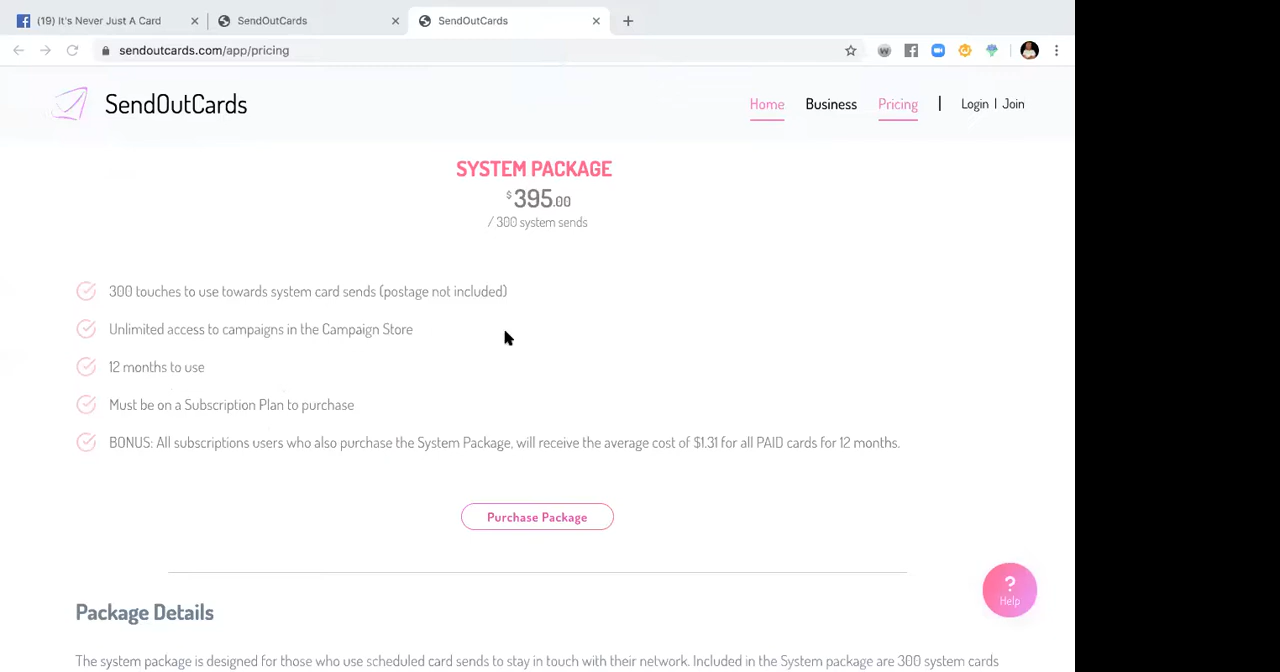 (19) It's Never Just A Card
SendOutCards
SendOutCards
sendoutcards.com/app/pricing
SendOutCards
Home
Business
Pricing
Login | Join
SYSTEM PACKAGE
$395.00
/ 300 system sends
300 touches to use towards system card sends (postage not included)
Unlimited access to campaigns in the Campaign Store
12 months to use
Must be on a Subscription Plan to purchase
BONUS: All subscriptions users who also purchase the System Package, will receive the average cost of $1.31 for all PAID cards for 12 months.
Purchase Package
?
Help
Package Details
The system package is designed for those who use scheduled card sends to stay in touch with their network. Included in the System package are 300 system cards